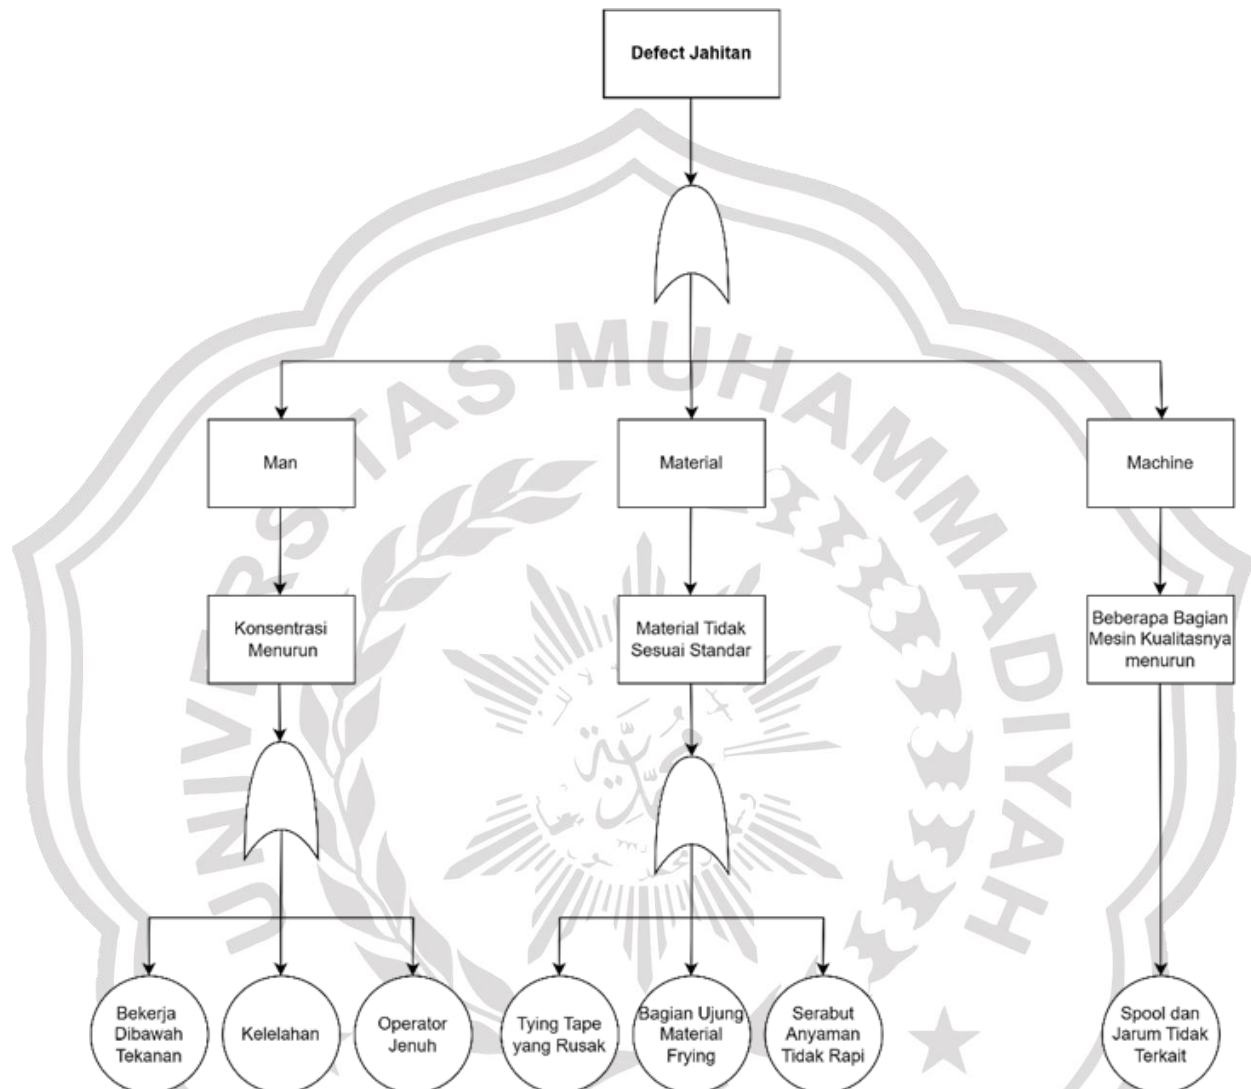 Defect Jahitan
UNIVERSITAS MUHAMMADIYAH
Man
Material
Machine
Konsentrasi
Menurun
Material Tidak
Sesuai Standar
Beberapa Bagian
Mesin Kualitasnya
menurun
Bekerja
Dibawah
Tekanan
Kelelahan
Operator
Jenuh
Tying Tape
yang Rusak
Bagian Ujung
Material
Frying
Serabut
Anyaman
Tidak Rapi
Spool dan
Jarum Tidak
Terkait